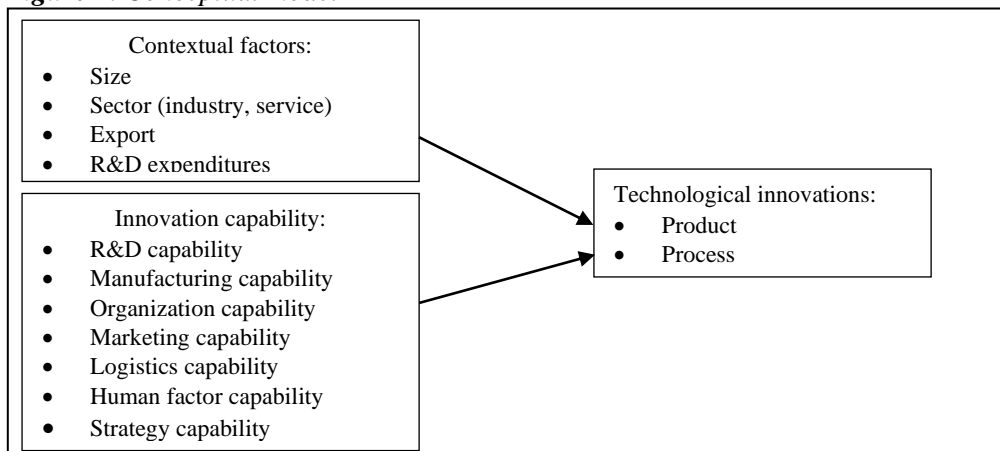 Contextual factors:
• Size
• Sector (industry, service)
• Export
• R&D expenditures
Innovation capability:
• R&D capability
• Manufacturing capability
• Organization capability
• Marketing capability
• Logistics capability
• Human factor capability
• Strategy capability
Technological innovations:
• Product
• Process